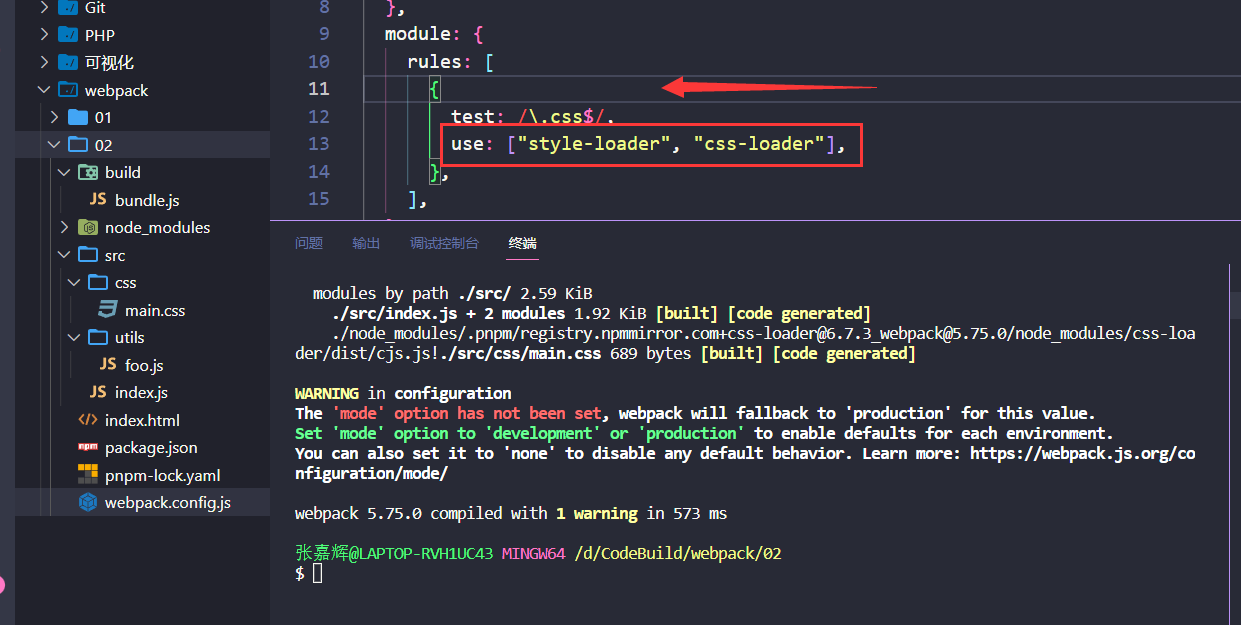 Git
PHP
可视化
webpack
01
02
build
JS bundle.js
node_modules
src
css
main.css
utils
JS foo.js
JS index.js
index.html
npm package.json
pnpm-lock.yaml
webpack.config.js
8 },
9 module: {
10 rules: [
11 {
12 test: /\.css$/,
13 use: ["style-loader", "css-loader"],
14 },
15 ],
问题 输出 调试控制台 终端
modules by path ./src/ 2.59 KiB
./src/index.js + 2 modules 1.92 KiB [built] [code generated]
./node_modules/.pnpm/registry.npmmirror.com+css-loader@6.7.3_webpack@5.75.0/node_modules/css-loa
der/dist/cjs.js!./src/css/main.css 689 bytes [built] [code generated]
WARNING in configuration
The 'mode' option has not been set, webpack will fallback to 'production' for this value.
Set 'mode' option to 'development' or 'production' to enable defaults for each environment.
You can also set it to 'none' to disable any default behavior. Learn more: https://webpack.js.org/co
nfiguration/mode/
webpack 5.75.0 compiled with 1 warning in 573 ms
张嘉辉@LAPTOP-RVH1UC43 MINGW64 /d/CodeBuild/webpack/02
$